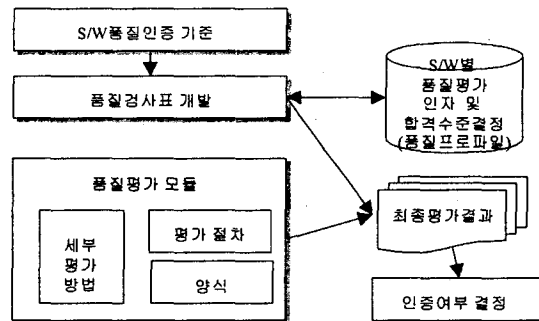 S/W품질인증 기준
품질검사표 개발
S/W별
품질평가
인자 및
합격수준결정
(품질프로파일)
품질평가 모듈
세부
평가
방법
평가 절차
양식
최종평가결과
인증여부 결정